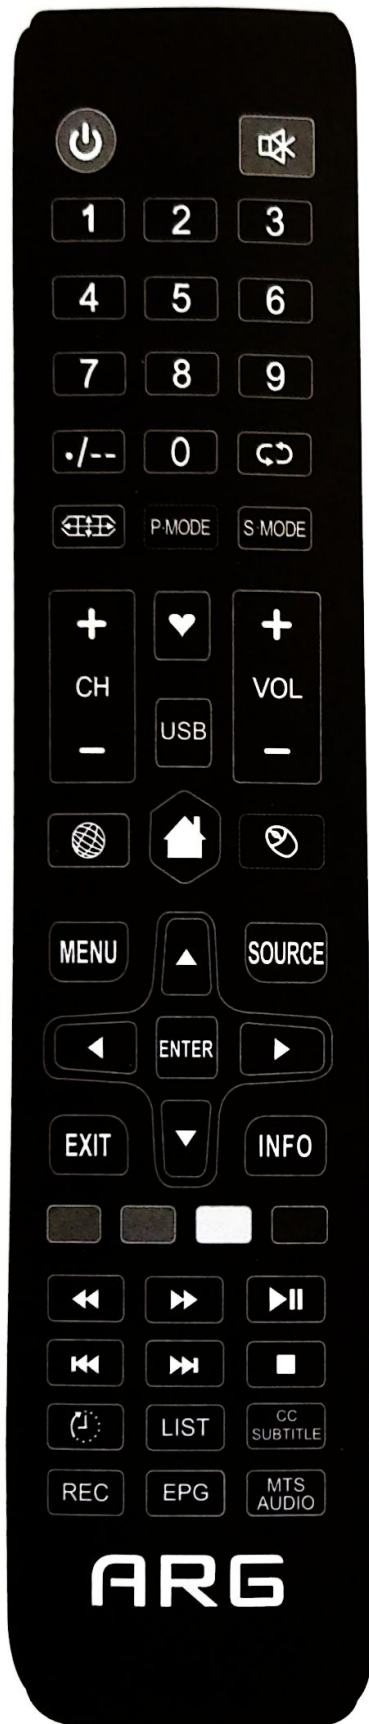 1 2 3
4 5 6
7 8 9
•/-- 0
P·MODE S·MODE
+ +
CH VOL
USB
− −
MENU SOURCE
ENTER
EXIT INFO
LIST CC
SUBTITLE
REC EPG MTS
AUDIO
ARG